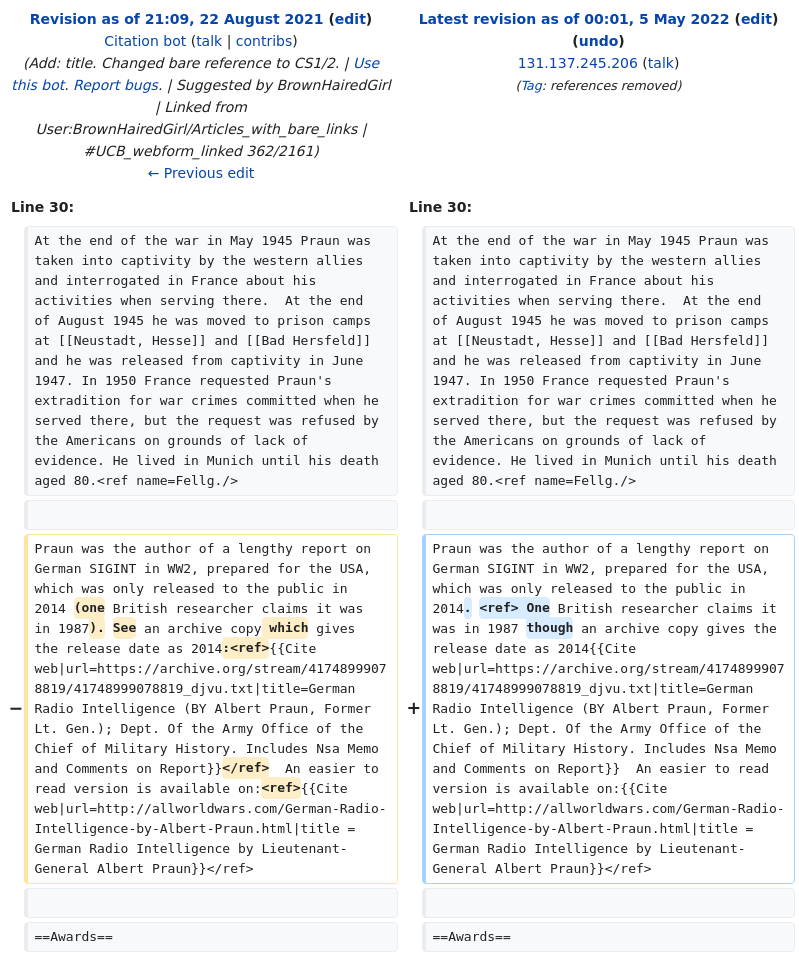 Revision as of 21:09, 22 August 2021 (edit)
Citation bot (talk | contribs)
(Add: title. Changed bare reference to CS1/2. | Use
this bot. Report bugs. | Suggested by BrownHairedGirl
| Linked from
User:BrownHairedGirl/Articles_with_bare_links |
#UCB_webform_linked 362/2161)
← Previous edit
Latest revision as of 00:01, 5 May 2022 (edit)
(undo)
131.137.245.206 (talk)
(Tag: references removed)
Line 30:
At the end of the war in May 1945 Praun was
taken into captivity by the western allies
and interrogated in France about his
activities when serving there.  At the end
of August 1945 he was moved to prison camps
at [[Neustadt, Hesse]] and [[Bad Hersfeld]]
and he was released from captivity in June
1947. In 1950 France requested Praun's
extradition for war crimes committed when he
served there, but the request was refused by
the Americans on grounds of lack of
evidence. He lived in Munich until his death
aged 80.<ref name=Fellg./>
Line 30:
At the end of the war in May 1945 Praun was
taken into captivity by the western allies
and interrogated in France about his
activities when serving there.  At the end
of August 1945 he was moved to prison camps
at [[Neustadt, Hesse]] and [[Bad Hersfeld]]
and he was released from captivity in June
1947. In 1950 France requested Praun's
extradition for war crimes committed when he
served there, but the request was refused by
the Americans on grounds of lack of
evidence. He lived in Munich until his death
aged 80.<ref name=Fellg./>
−
Praun was the author of a lengthy report on
German SIGINT in WW2, prepared for the USA,
which was only released to the public in
2014 (one British researcher claims it was
in 1987). See an archive copy which gives
the release date as 2014:<ref>{{Cite
web|url=https://archive.org/stream/4174899907
8819/41748999078819_djvu.txt|title=German
Radio Intelligence (BY Albert Praun, Former
Lt. Gen.); Dept. Of the Army Office of the
Chief of Military History. Includes Nsa Memo
and Comments on Report}}</ref>  An easier to
read version is available on:<ref>{{Cite
web|url=http://allworldwars.com/German-Radio-
Intelligence-by-Albert-Praun.html|title =
German Radio Intelligence by Lieutenant-
General Albert Praun}}</ref>
+
Praun was the author of a lengthy report on
German SIGINT in WW2, prepared for the USA,
which was only released to the public in
2014. <ref> One British researcher claims it
was in 1987 though an archive copy gives the
release date as 2014{{Cite
web|url=https://archive.org/stream/4174899907
8819/41748999078819_djvu.txt|title=German
Radio Intelligence (BY Albert Praun, Former
Lt. Gen.); Dept. Of the Army Office of the
Chief of Military History. Includes Nsa Memo
and Comments on Report}}  An easier to read
version is available on:{{Cite
web|url=http://allworldwars.com/German-Radio-
Intelligence-by-Albert-Praun.html|title =
German Radio Intelligence by Lieutenant-
General Albert Praun}}</ref>
==Awards==
==Awards==